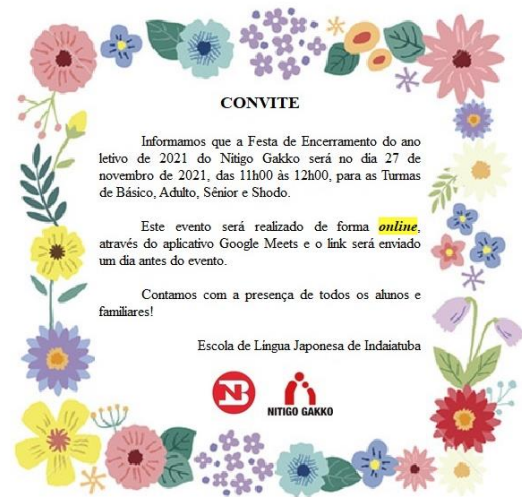 CONVITE
Informamos que a Festa de Encerramento do ano
letivo de 2021 do Nitigo Gakko será no dia 27 de
novembro de 2021, das 11h00 às 12h00, para as Turmas
de Básico, Adulto, Sênior e Shodo.
Este evento será realizado de forma online,
através do aplicativo Google Meets e o link será enviado
um dia antes do evento.
Contamos com a presença de todos os alunos e
familiares!
Escola de Língua Japonesa de Indaiatuba
NB
NITIGO GAKKO